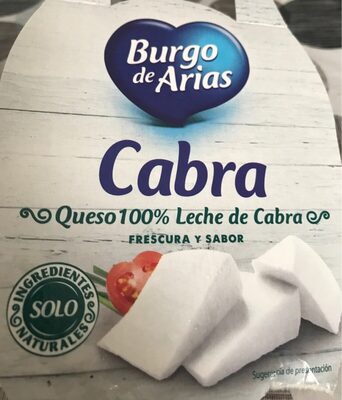 Burgo
de Arias
Cabra
Queso 100% Leche de Cabra
FRESCURA Y SABOR
INGREDIENTES
SOLO
NATURALES
Sugerencia de presentación